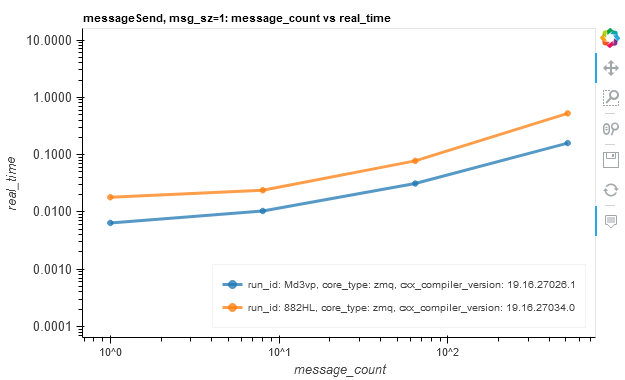 messageSend, msg_sz=1: message_count vs real_time
10.0000
1.0000
0.1000
0.0100
0.0010
0.0001
real_time
run_id: Md3vp, core_type: zmq, cxx_compiler_version: 19.16.27026.1
run_id: 882HL, core_type: zmq, cxx_compiler_version: 19.16.27034.0
10^0 10^1 10^2
message_count